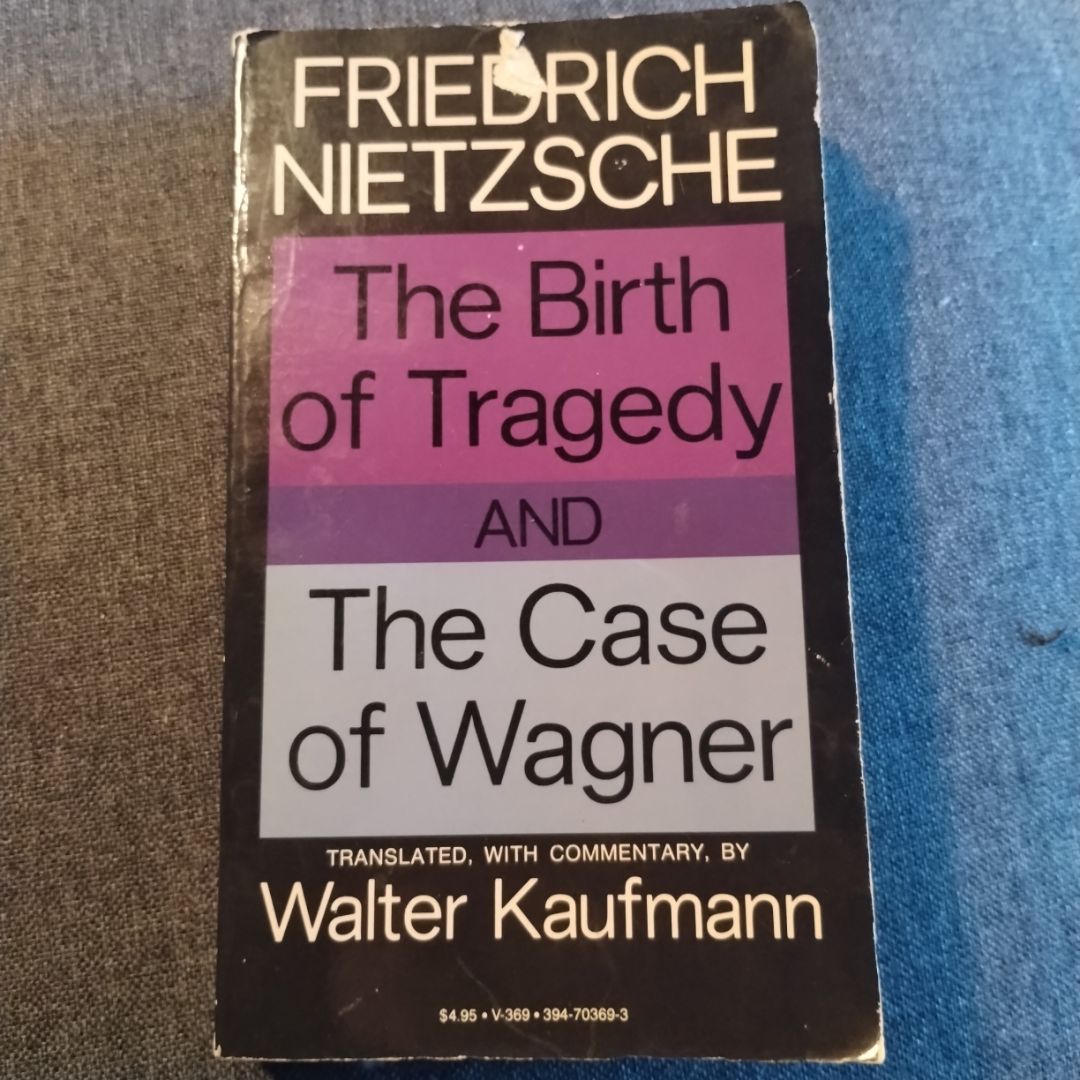 FRIEDRICH
NIETZSCHE
The Birth
of Tragedy
AND
The Case
of Wagner
TRANSLATED, WITH COMMENTARY, BY
Walter Kaufmann
$4.95 • V-369 • 394-70369-3